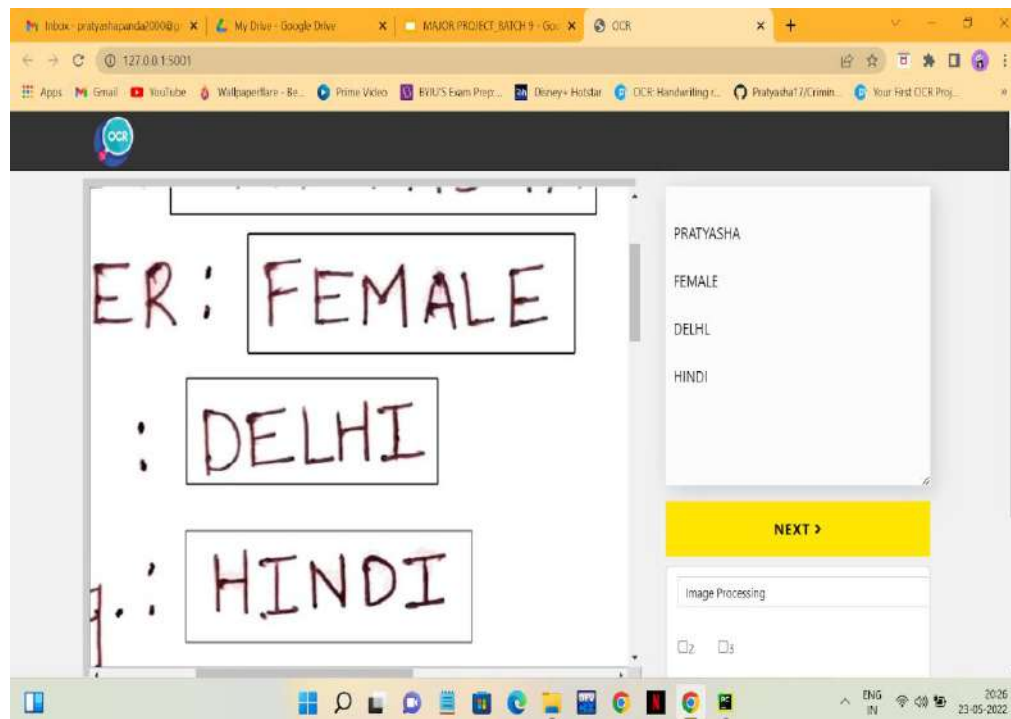 Inbox - pratyashapanda2000@g
My Drive - Google Drive
MAJOR PROJECT_BATCH 9 - Goo
OCR
127.0.0.1:5001
Apps
Gmail
YouTube
Wallpaperflare - Be...
Prime Video
BYJU'S Exam Prep:...
Disney+ Hotstar
OCR: Handwriting r...
Pratyasha17/Crimin...
Your First OCR Proj...
OCR
ER : FEMALE
: DELHI
g. : HINDI
PRATYASHA
FEMALE
DELHL
HINDI
NEXT >
Image Processing
2 3
ENG
IN
20:26
23-05-2022